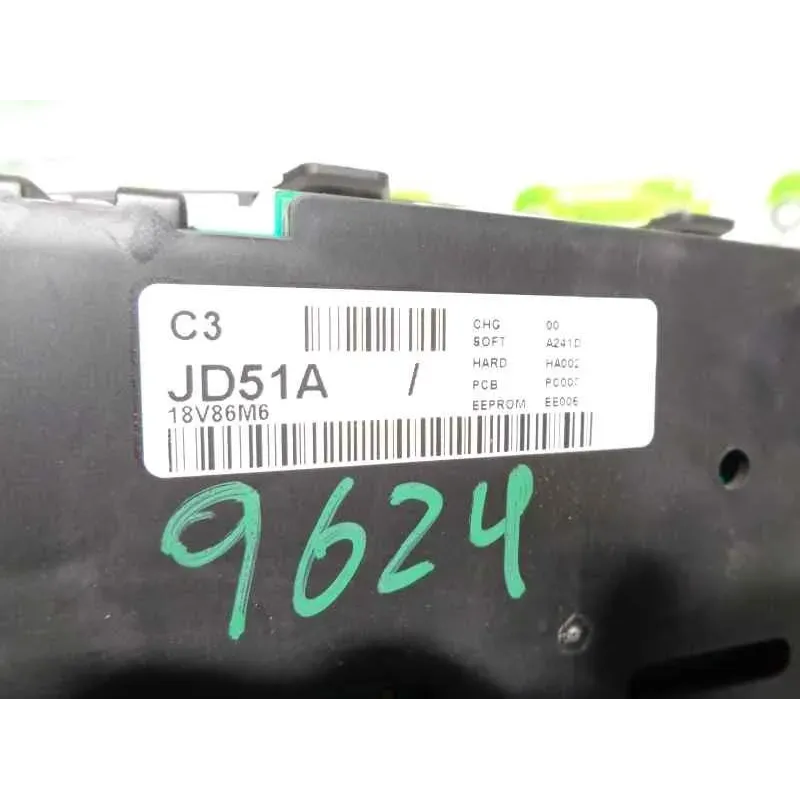 C3
JD51A /
18V86M6
CHG 00
SOFT A241D
HARD HA002
PCB PC007
EEPROM EE006
9624